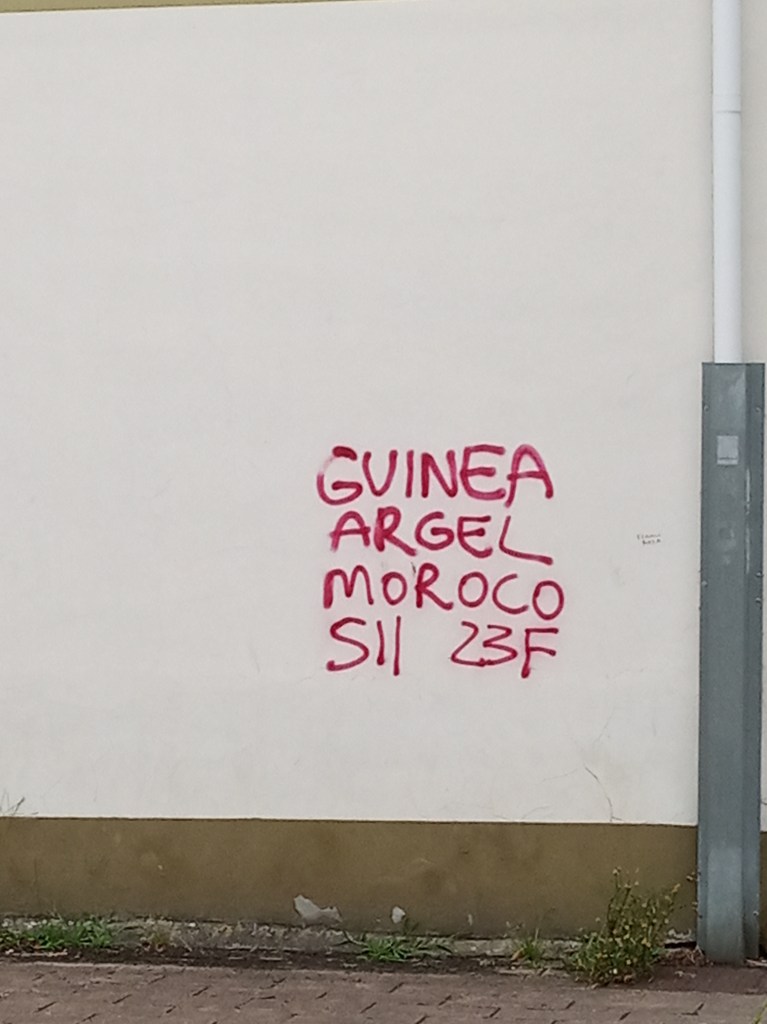 GUINEA
ARGEL
MOROCO
S11 23F